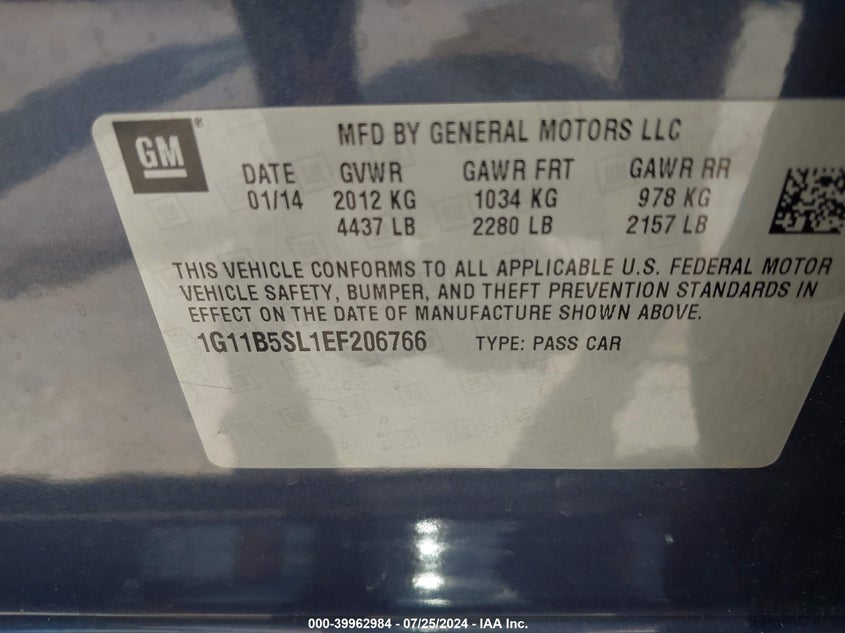 GM®
MFD BY GENERAL MOTORS LLC
DATE GVWR GAWR FRT GAWR RR
01/14 2012 KG 1034 KG 978 KG
4437 LB 2280 LB 2157 LB
THIS VEHICLE CONFORMS TO ALL APPLICABLE U.S. FEDERAL MOTOR
VEHICLE SAFETY, BUMPER, AND THEFT PREVENTION STANDARDS IN
EFFECT ON THE DATE OF MANUFACTURE SHOWN ABOVE.
1G11B5SL1EF206766 TYPE: PASS CAR
000-39962984 - 07/25/2024 - IAA Inc.